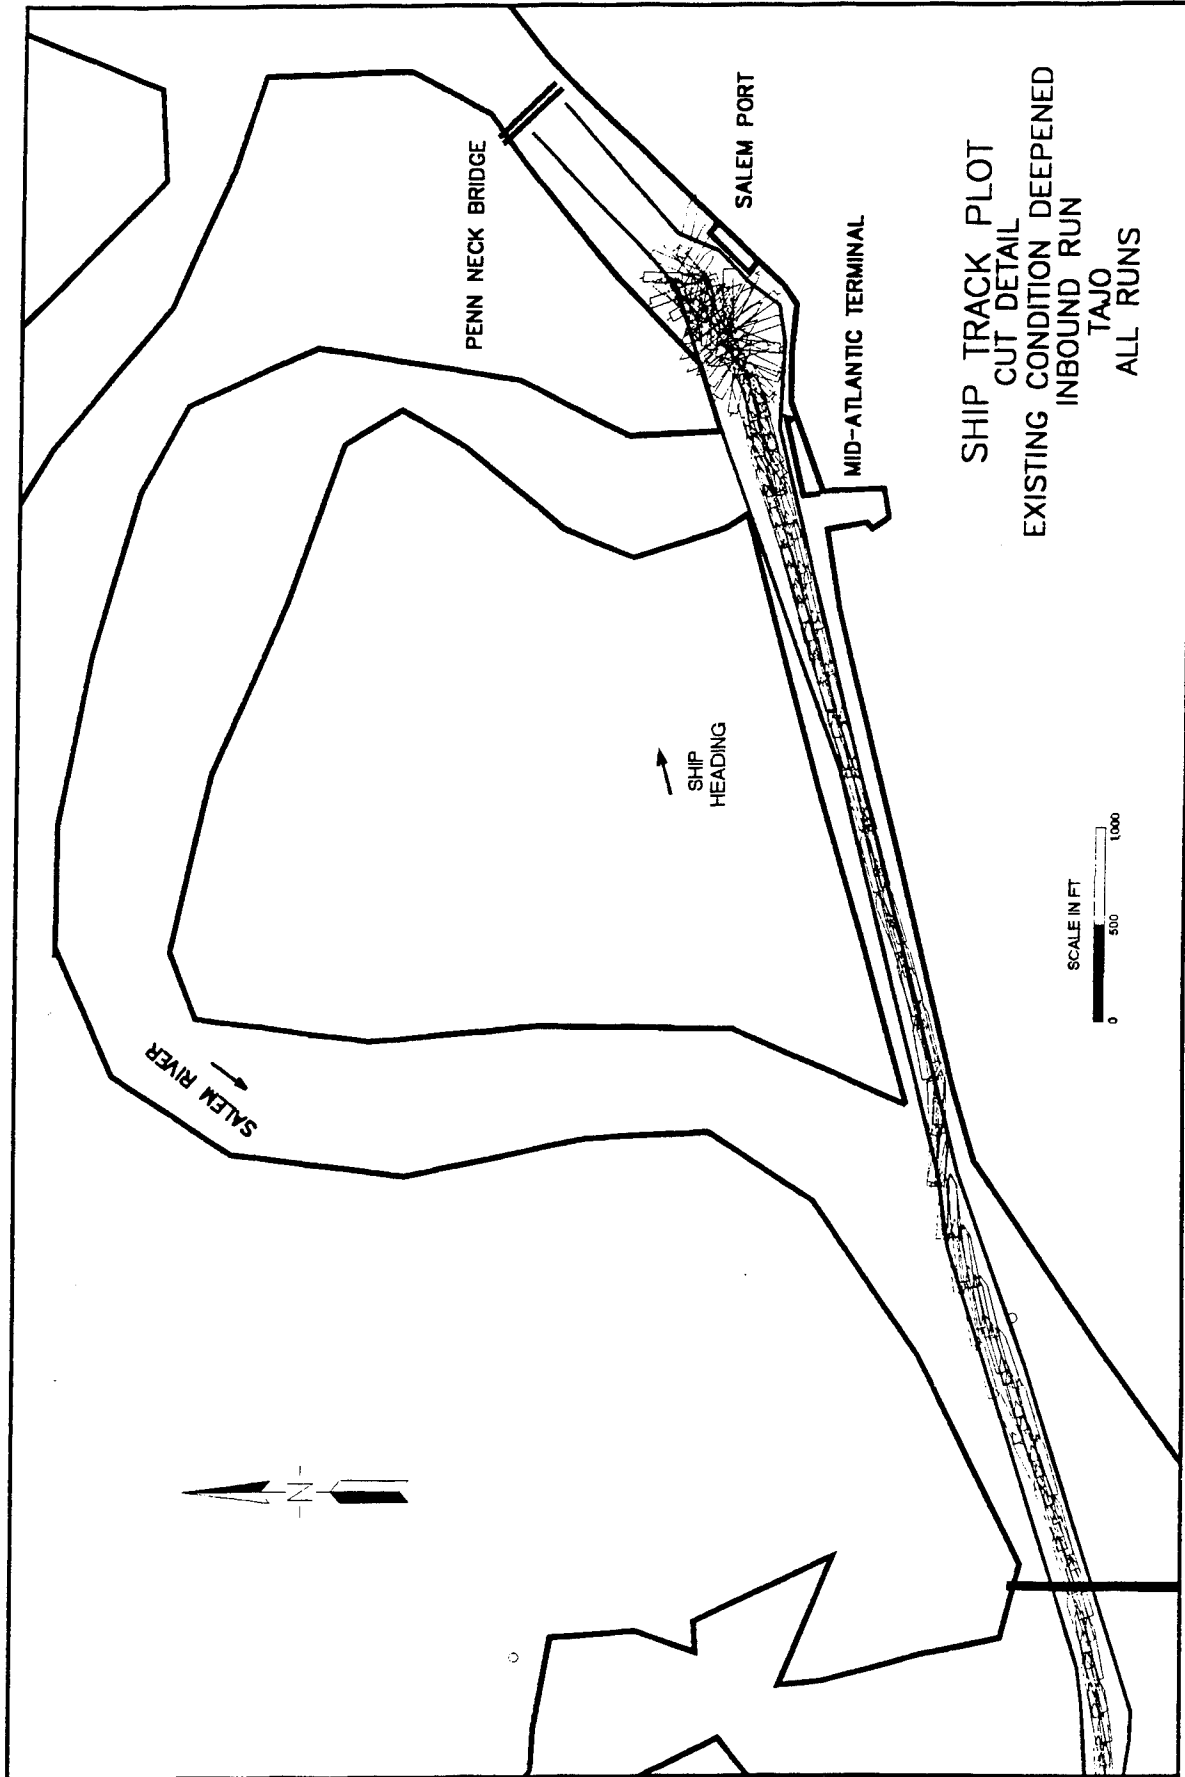 PENN NECK BRIDGE
SALEM PORT
MID-ATLANTIC TERMINAL
SALEM RIVER
SHIP
HEADING
-N-
SCALE IN FT
0 500 1000
SHIP TRACK PLOT
CUT DETAIL
EXISTING CONDITION DEEPENED
INBOUND RUN
TAJO
ALL RUNS